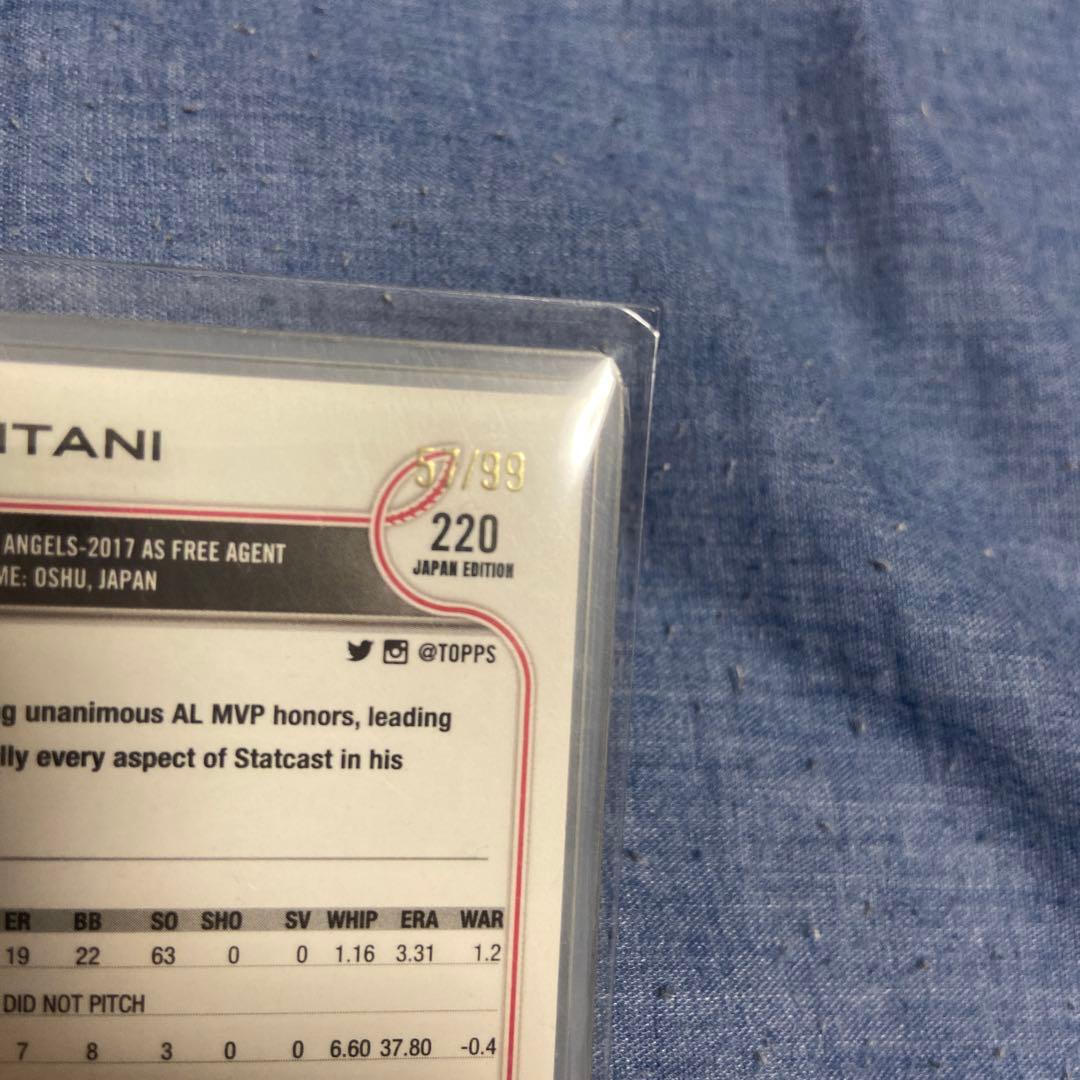 ITANI
57/99
220
JAPAN EDITION
ANGELS-2017 AS FREE AGENT
ME: OSHU, JAPAN
@TOPPS
g unanimous AL MVP honors, leading
lly every aspect of Statcast in his
ER BB SO SHO SV WHIP ERA WAR
19 22 63 0 0 1.16 3.31 1.2
DID NOT PITCH
7 8 3 0 0 6.60 37.80 -0.4